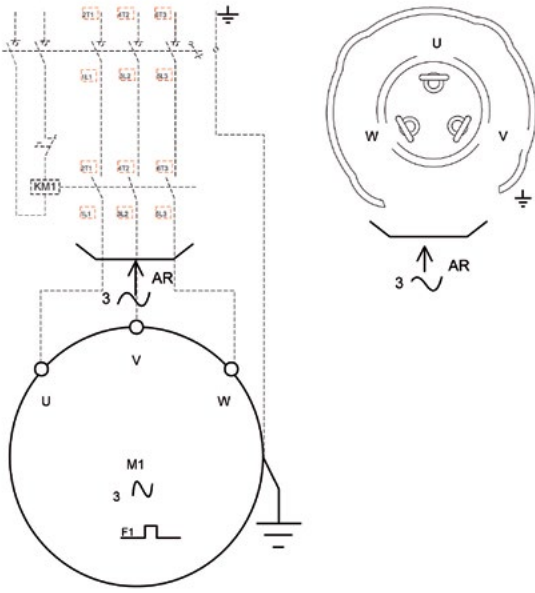 2T1 4T2 6T3
1L1 3L2 5L3
KM1
2T1 4T2 6T3
1L1 3L2 5L3
AR
3
V
U W
M1
3
F1
U
W V
AR
3